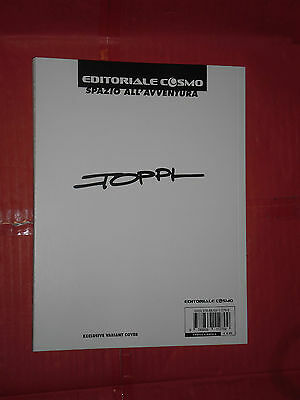 EDITORIALE COSMO
SPAZIO ALL'AVVENTURA
TOPPI
EDITORIALE COSMO
EXCLUSIVE VARIANT COVER